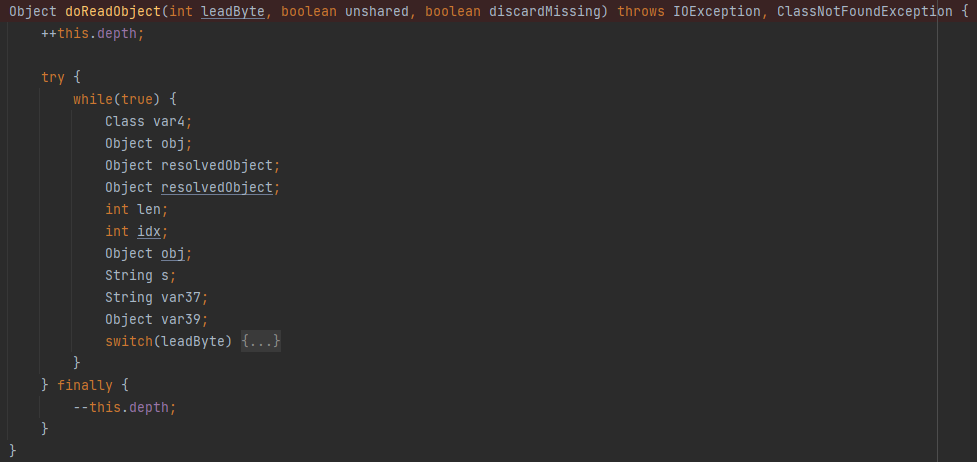 Object doReadObject(int leadByte, boolean unshared, boolean discardMissing) throws IOException, ClassNotFoundException {
++this.depth;
try {
while(true) {
Class var4;
Object obj;
Object resolvedObject;
Object resolvedObject;
int len;
int idx;
Object obj;
String s;
String var37;
Object var39;
switch(leadByte) {...}
}
} finally {
--this.depth;
}
}